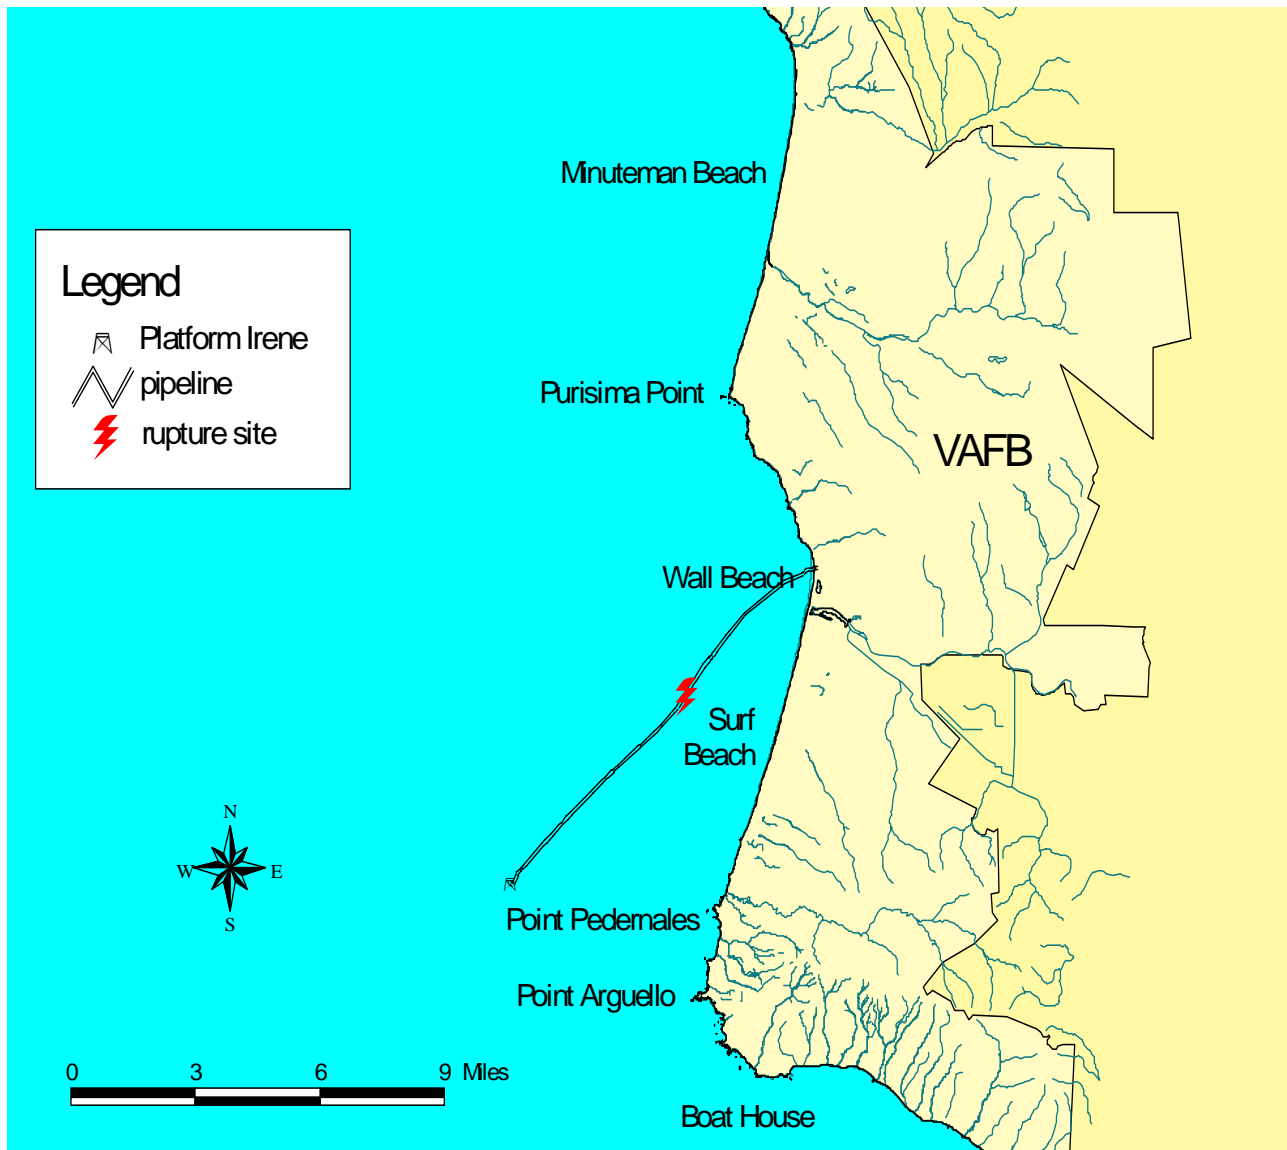 Minuteman Beach
Legend
Platform Irene
pipeline
rupture site
Purisima Point
VAFB
Wall Beach
Surf
Beach
N
W
E
S
Point Pedernales
Point Arguello
0 3 6 9 Miles
Boat House